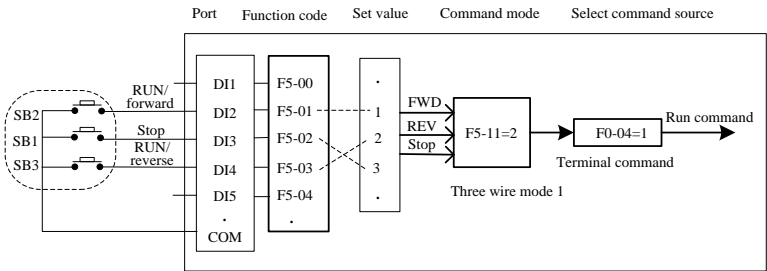 Port Function code Set value Command mode Select command source
RUN/
forward
Stop
RUN/
reverse
SB2
SB1
SB3
DI1
DI2
DI3
DI4
DI5
.
COM
F5-00
F5-01
F5-02
F5-03
F5-04
.
.
1
2
3
.
FWD
REV
Stop
F5-11=2
Three wire mode 1
F0-04=1
Terminal command
Run command